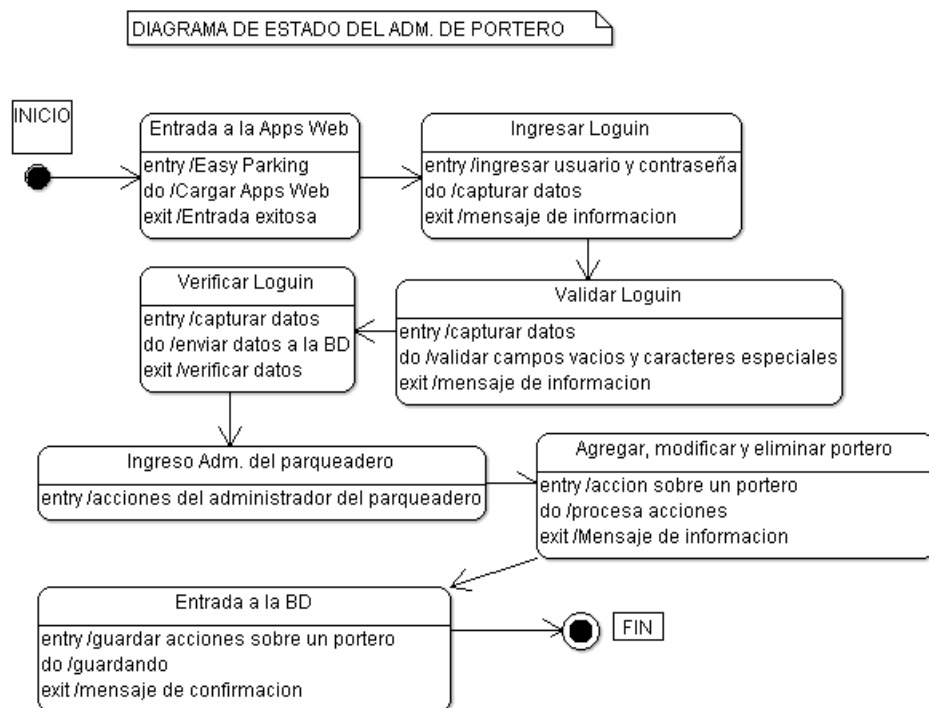 DIAGRAMA DE ESTADO DEL ADM. DE PORTERO
INICIO
Entrada a la Apps Web
entry /Easy Parking
do /Cargar Apps Web
exit /Entrada exitosa
Ingresar Loguin
entry /ingresar usuario y contraseña
do /capturar datos
exit /mensaje de informacion
Verificar Loguin
entry /capturar datos
do /enviar datos a la BD
exit /verificar datos
Validar Loguin
entry /capturar datos
do /validar campos vacios y caracteres especiales
exit /mensaje de informacion
Ingreso Adm. del parqueadero
entry /acciones del administrador del parqueadero
Agregar, modificar y eliminar portero
entry /accion sobre un portero
do /procesa acciones
exit /Mensaje de informacion
Entrada a la BD
entry /guardar acciones sobre un portero
do /guardando
exit /mensaje de confirmacion
FIN